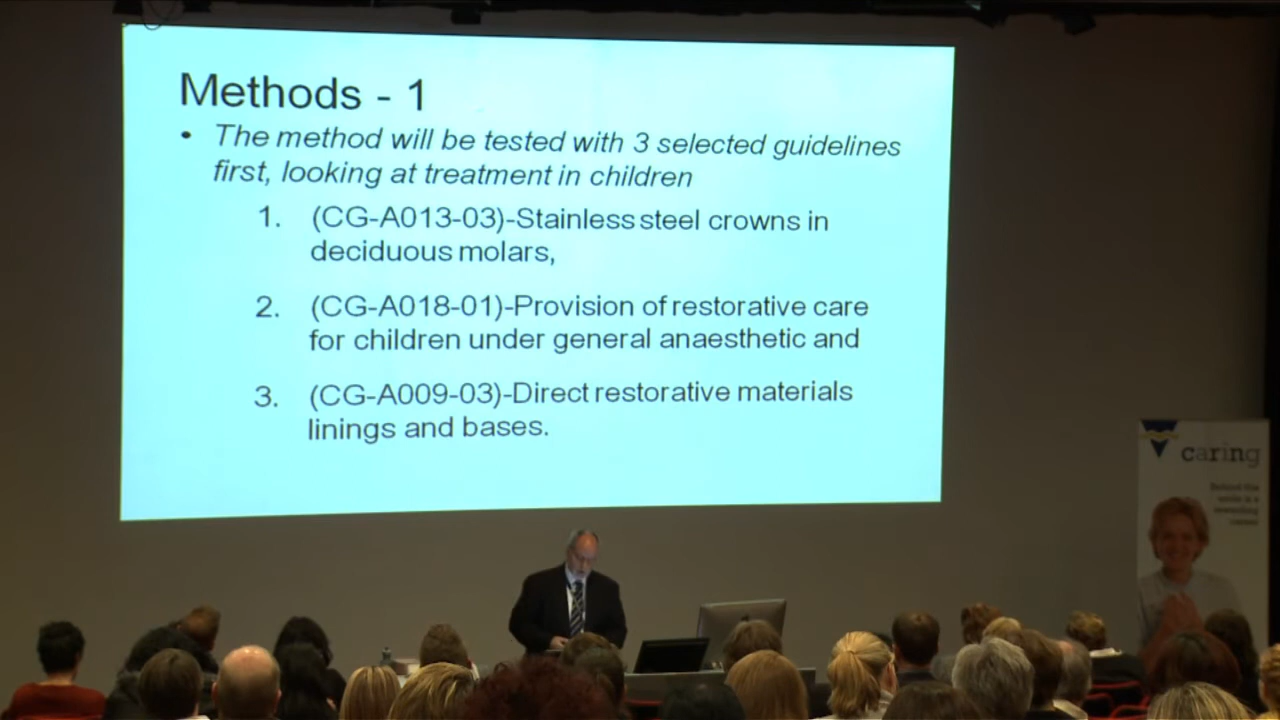 Methods - 1
• The method will be tested with 3 selected guidelines
first, looking at treatment in children
1. (CG-A013-03)-Stainless steel crowns in
deciduous molars,
2. (CG-A018-01)-Provision of restorative care
for children under general anaesthetic and
3. (CG-A009-03)-Direct restorative materials
linings and bases.
caring